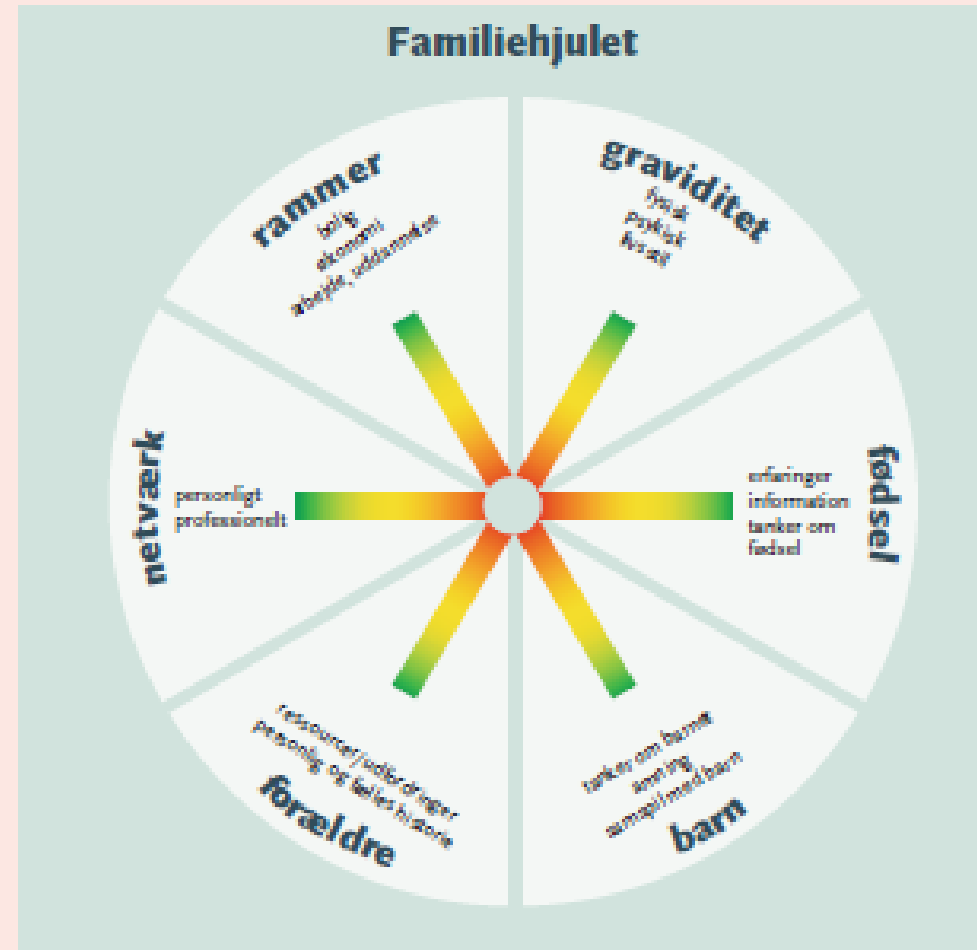 Familiehjulet
graviditet
fysisk
psykisk
livsstil
fødsel
erfaringer
information
tanker om
fødsel
barn
tanker om barnet
amning
samspil med barn
forældre
ressourcer/udfordringer
personlig og fælles historie
netværk
personligt
professionelt
rammer
bolig
økonomi
arbejde, uddannelse